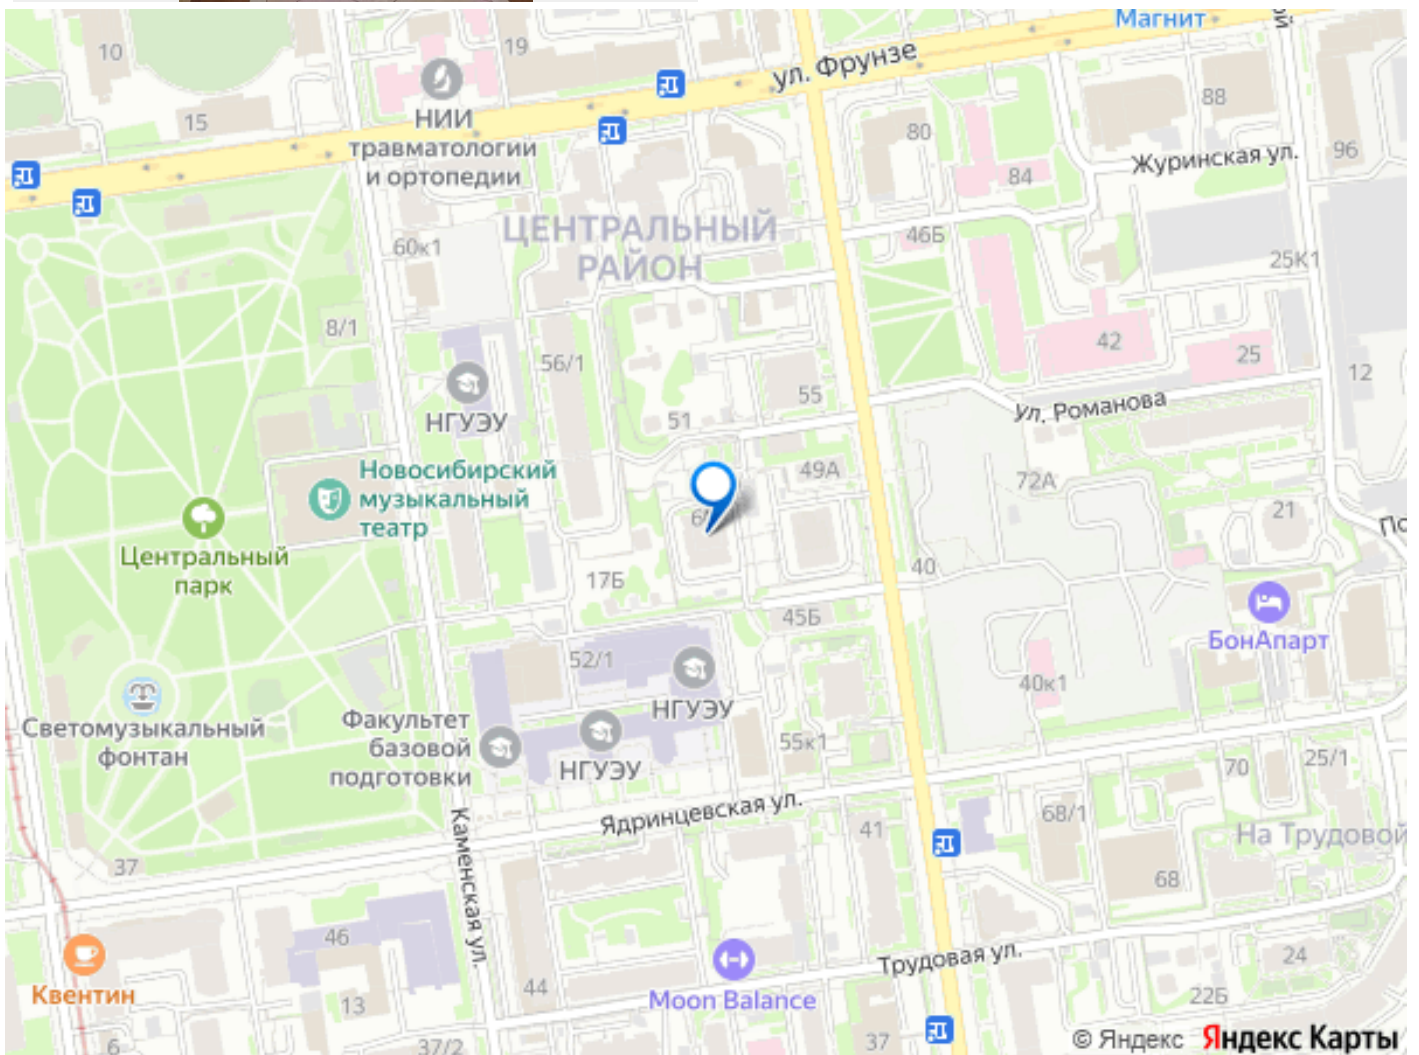 Магнит
ул. Фрунзе
10
19
15
НИИ
травматологии
и ортопедии
80
88
Журинская ул.
96
84
ЦЕНТРАЛЬНЫЙ
РАЙОН
60к1
46Б
25К1
8/1
56/1
42
25
12
55
НГУЭУ
51
ул. Романова
Новосибирский
музыкальный
театр
49А
72А
21
Центральный
парк
17Б
40
45Б
БонАпарт
52/1
40к1
НГУЭУ
Светомузыкальный
фонтан
Факультет
базовой
подготовки
НГУЭУ
55к1
70
25/1
Ядринцевская ул.
41
68/1
На Трудовой
37
68
Каменская ул.
46
Трудовая ул.
24
Квентин
13
44
Moon Balance
22Б
6
37/2
37
© Яндекс Яндекс Карты